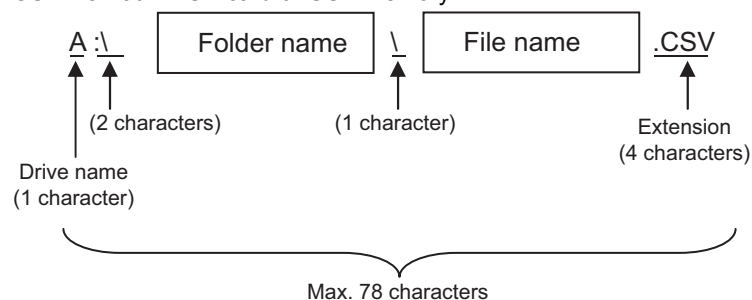 A :\ Folder name \ File name .CSV
(2 characters) (1 character) Extension
(4 characters)
Drive name
(1 character)
Max. 78 characters